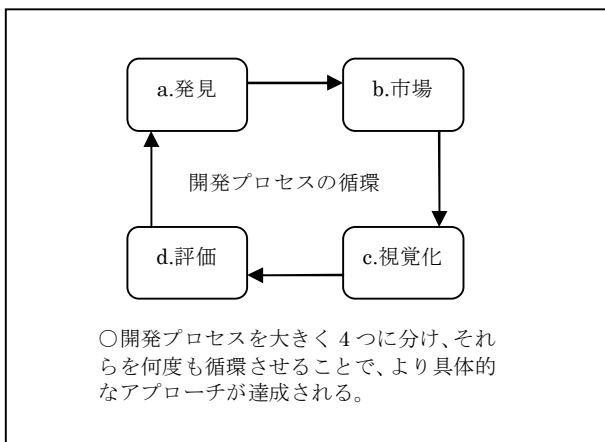 a.発見
b.市場
開発プロセスの循環
d.評価
c.視覚化
○開発プロセスを大きく 4 つに分け、それ
らを何度も循環させることで、より具体的
なアプローチが達成される。